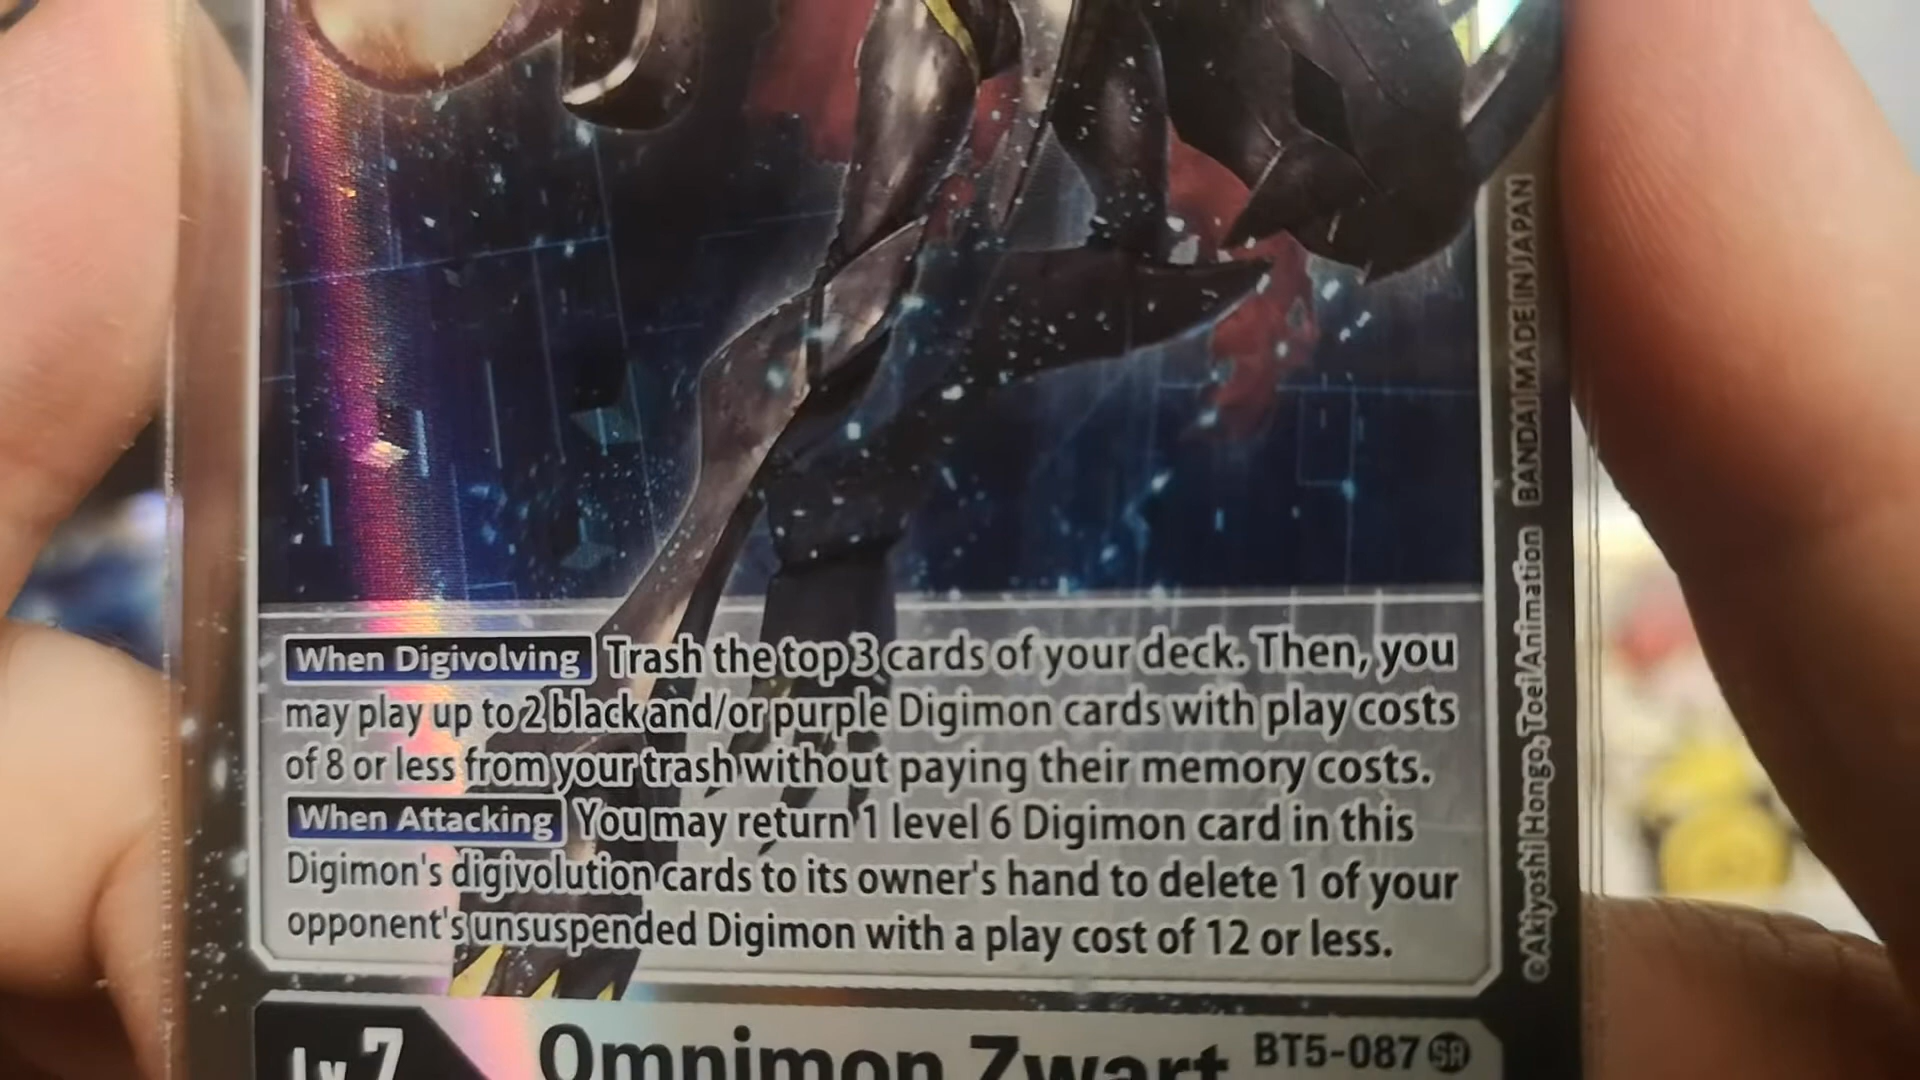 When Digivolving Trash the top 3 cards of your deck. Then, you
may play up to 2 black and/or purple Digimon cards with play costs
of 8 or less from your trash without paying their memory costs.
When Attacking You may return 1 level 6 Digimon card in this
Digimon's digivolution cards to its owner's hand to delete 1 of your
opponent's unsuspended Digimon with a play cost of 12 or less.
Lv.7
Omnimon Zwart
BT5-087 SR
©Akiyoshi Hongo, Toei Animation BANDAI MADE IN JAPAN